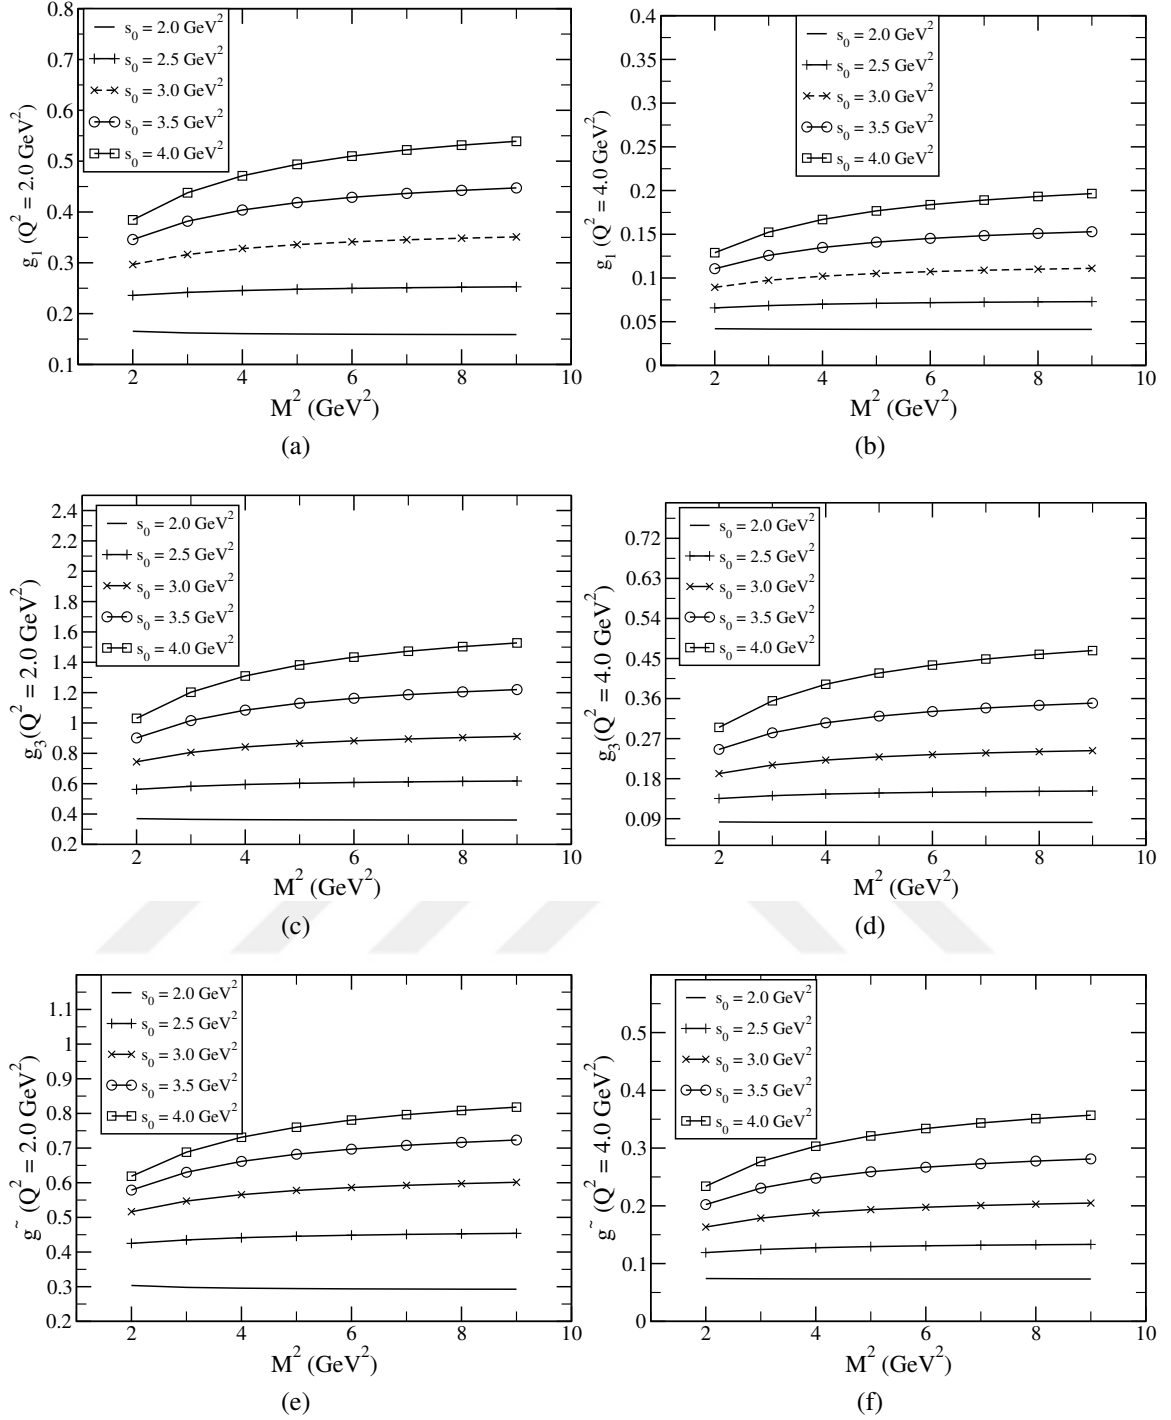 g₁ (Q² = 2.0 GeV²)
0.8
0.7
0.6
0.5
0.4
0.3
0.2
0.1
s₀ = 2.0 GeV²
s₀ = 2.5 GeV²
s₀ = 3.0 GeV²
s₀ = 3.5 GeV²
s₀ = 4.0 GeV²
2 4 6 8 10
M² (GeV²)
(a)
g₁ (Q² = 4.0 GeV²)
0.4
0.35
0.3
0.25
0.2
0.15
0.1
0.05
0
s₀ = 2.0 GeV²
s₀ = 2.5 GeV²
s₀ = 3.0 GeV²
s₀ = 3.5 GeV²
s₀ = 4.0 GeV²
2 4 6 8 10
M² (GeV²)
(b)
g₃(Q² = 2.0 GeV²)
2.4
2.2
2
1.8
1.6
1.4
1.2
1
0.8
0.6
0.4
0.2
s₀ = 2.0 GeV²
s₀ = 2.5 GeV²
s₀ = 3.0 GeV²
s₀ = 3.5 GeV²
s₀ = 4.0 GeV²
2 4 6 8 10
M² (GeV²)
(c)
g₃(Q² = 4.0 GeV²)
0.72
0.63
0.54
0.45
0.36
0.27
0.18
0.09
s₀ = 2.0 GeV²
s₀ = 2.5 GeV²
s₀ = 3.0 GeV²
s₀ = 3.5 GeV²
s₀ = 4.0 GeV²
2 4 6 8 10
M² (GeV²)
(d)
g˜ (Q² = 2.0 GeV²)
1.1
1
0.9
0.8
0.7
0.6
0.5
0.4
0.3
0.2
s₀ = 2.0 GeV²
s₀ = 2.5 GeV²
s₀ = 3.0 GeV²
s₀ = 3.5 GeV²
s₀ = 4.0 GeV²
2 4 6 8 10
M² (GeV²)
(e)
g˜ (Q² = 4.0 GeV²)
0.5
0.4
0.3
0.2
0.1
0
s₀ = 2.0 GeV²
s₀ = 2.5 GeV²
s₀ = 3.0 GeV²
s₀ = 3.5 GeV²
s₀ = 4.0 GeV²
2 4 6 8 10
M² (GeV²)
(f)